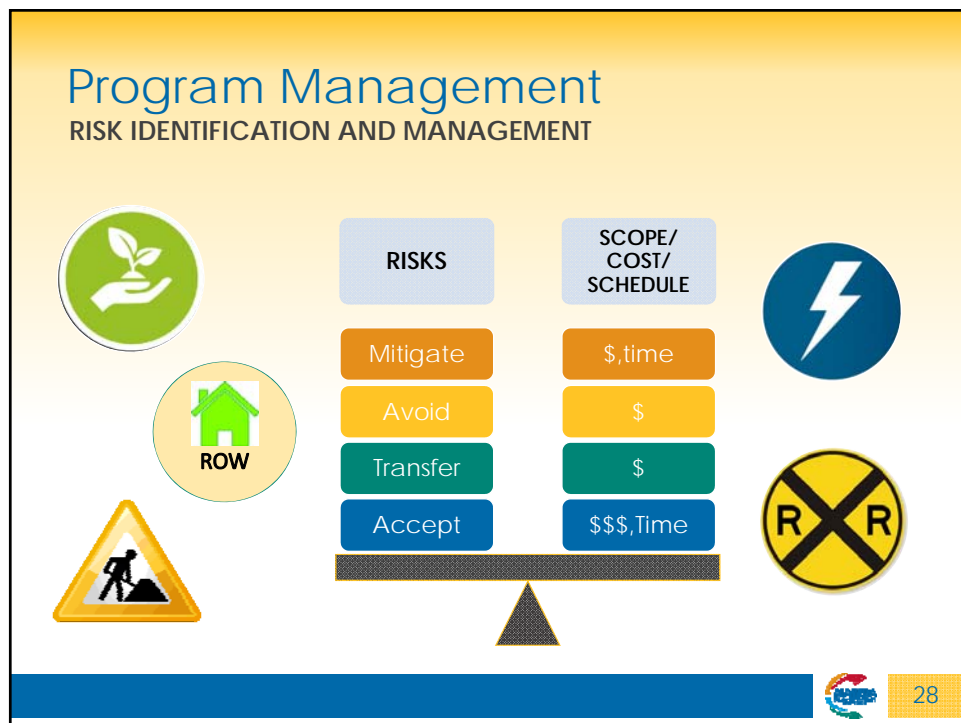 Program Management
RISK IDENTIFICATION AND MANAGEMENT
RISKS
SCOPE/
COST/
SCHEDULE
Mitigate
$,time
Avoid
$
ROW
Transfer
$
Accept
$$$,Time
R R
28